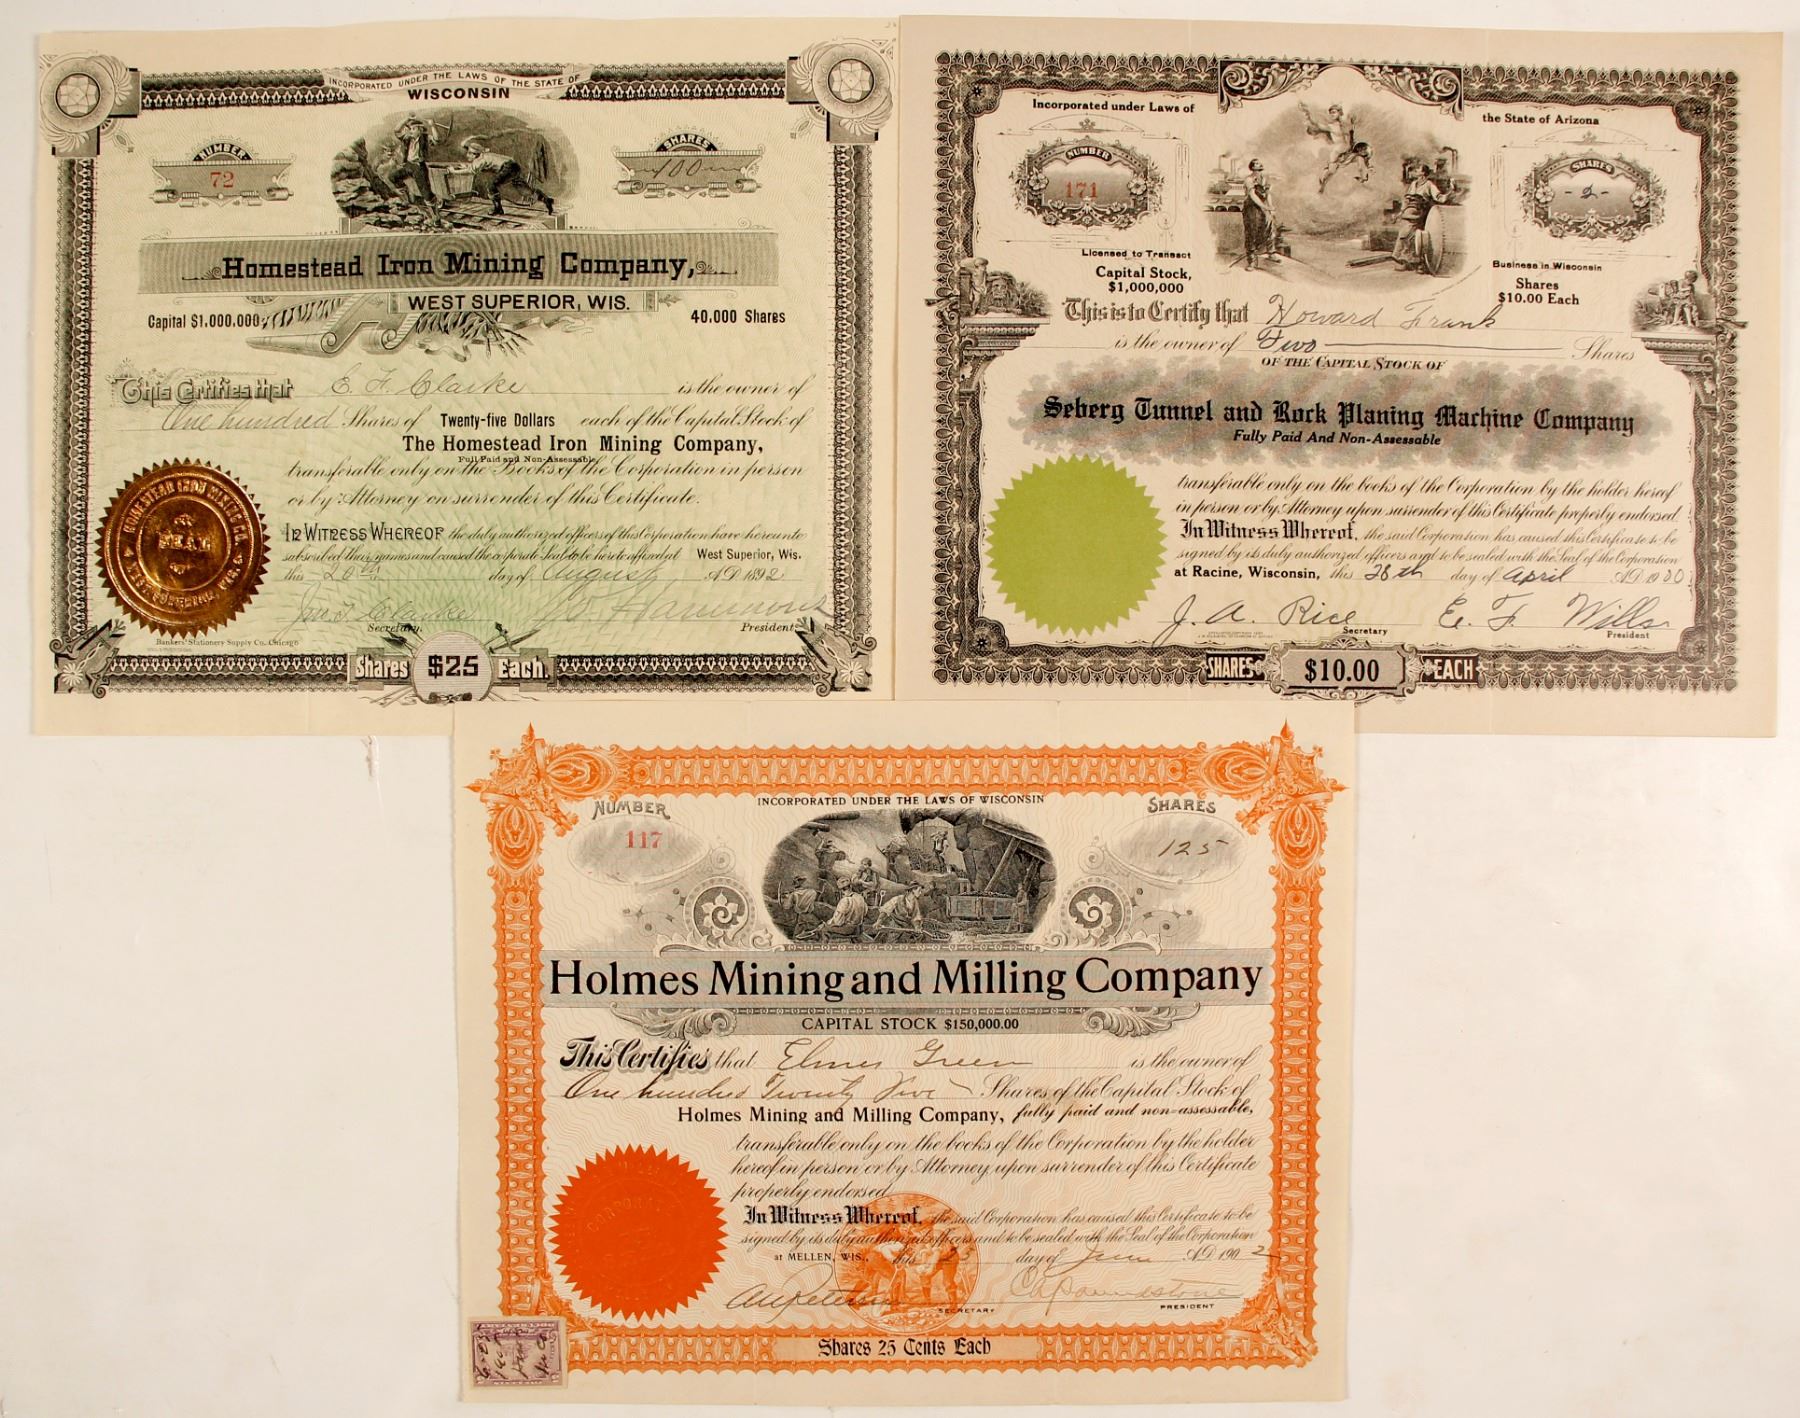 INCORPORATED UNDER THE LAWS OF THE STATE OF
WISCONSIN
NUMBER
72
SHARES
100
Homestead Iron Mining Company,
WEST SUPERIOR, WIS.
Capital $1.000.000
40.000 Shares
This Certifies that E. F. Clarke is the owner of
One hundred Shares of Twenty-five Dollars each of the Capital Stock of
The Homestead Iron Mining Company,
Full Paid and Non-Assessable
transferable only on the Books of the Corporation in person
or by Attorney on surrender of this Certificate.
IN WITNESS WHEREOF the duly authorized officers of this Corporation have hereunto
subscribed their names and caused the corporate Seal to be hereto affixed at West Superior, Wis.
this 20th day of August A.D. 1892
Clarke
Secretary.
President
HOMESTEAD IRON MINING CO.
SEAL
WEST SUPERIOR, WIS.
Bankers' Stationery Supply Co. Chicago
Shares $25 Each.
Incorporated under Laws of
the State of Arizona
NUMBER
171
SHARES
- 2 -
Licensed to Transact
Business in Wisconsin
Capital Stock,
$1,000,000
Shares
$10.00 Each
This is to Certify that Howard Frank
is the owner of Two Shares
OF THE CAPITAL STOCK OF
Seberg Tunnel and Rock Planing Machine Company
Fully Paid And Non-Assessable
transferable only on the books of the Corporation by the holder hereof
in person or by Attorney upon surrender of this Certificate properly endorsed.
In Witness Whereof, the said Corporation has caused this Certificate to be
signed by its duly authorized officers and to be sealed with the Seal of the Corporation
at Racine, Wisconsin, this 28th day of April A.D. 19
J. A. Rice
Secretary
E. F. Wills
President
SHARES $10.00 EACH
INCORPORATED UNDER THE LAWS OF WISCONSIN
NUMBER
117
SHARES
125
Holmes Mining and Milling Company
CAPITAL STOCK $150,000.00
This Certifies that Elmer Green is the owner of
One hundred Twenty Five Shares of the Capital Stock of
Holmes Mining and Milling Company, fully paid and non-assessable,
transferable only on the books of the Corporation by the holder
hereof in person or by Attorney upon surrender of this Certificate
properly endorsed
In Witness Whereof, the said Corporation has caused this Certificate to be
signed by its duly authorized officers and to be sealed with the Seal of the Corporation
at MELLEN, WIS., this 23 day of June A.D. 1902
SECRETARY
PRESIDENT
Shares 25 Cents Each